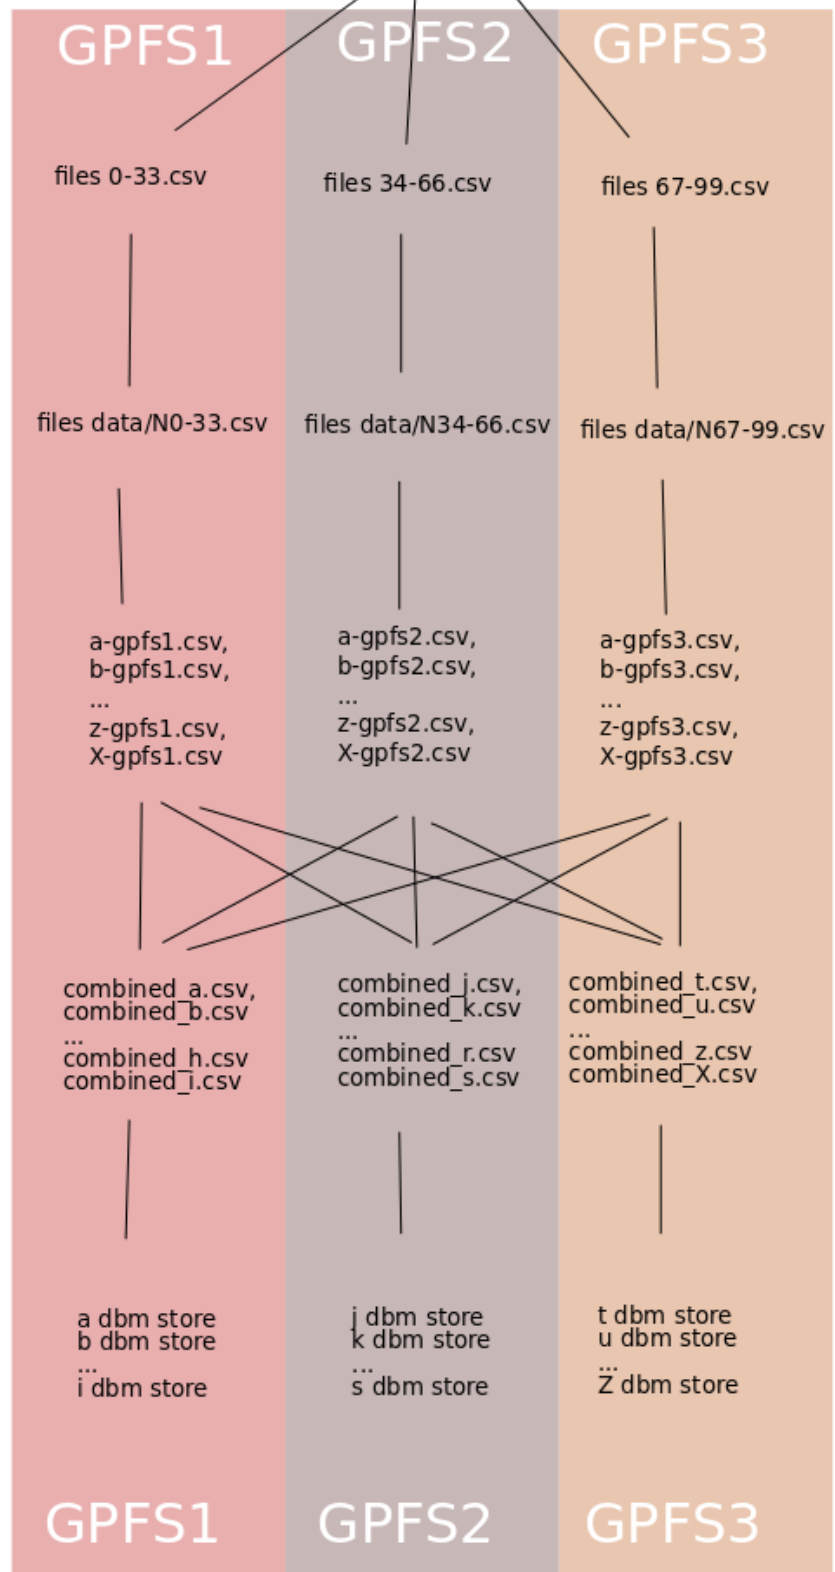 GPFS1
GPFS2
GPFS3
files 0-33.csv
files 34-66.csv
files 67-99.csv
files data/N0-33.csv
files data/N34-66.csv
files data/N67-99.csv
a-gpfs1.csv,
b-gpfs1.csv,
...
z-gpfs1.csv,
X-gpfs1.csv
a-gpfs2.csv,
b-gpfs2.csv,
...
z-gpfs2.csv,
X-gpfs2.csv
a-gpfs3.csv,
b-gpfs3.csv,
...
z-gpfs3.csv,
X-gpfs3.csv
combined_a.csv,
combined_b.csv
...
combined_h.csv
combined_i.csv
combined_j.csv,
combined_k.csv
...
combined_r.csv
combined_s.csv
combined_t.csv,
combined_u.csv
...
combined_z.csv
combined_X.csv
a dbm store
b dbm store
...
i dbm store
j dbm store
k dbm store
...
s dbm store
t dbm store
u dbm store
...
Z dbm store
GPFS1
GPFS2
GPFS3